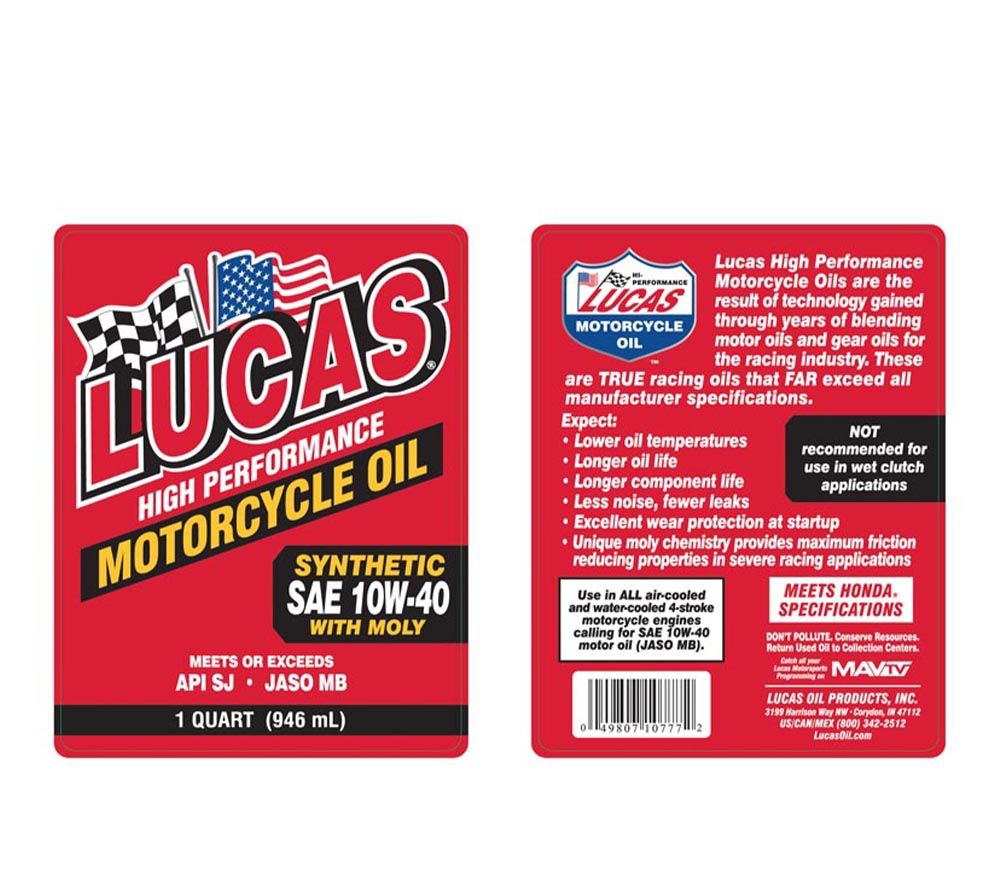 LUCAS®
HIGH PERFORMANCE
MOTORCYCLE OIL
SYNTHETIC
SAE 10W-40
WITH MOLY
MEETS OR EXCEEDS
API SJ • JASO MB
1 QUART (946 mL)
HI-
PERFORMANCE
LUCAS
MOTORCYCLE
OIL
™
Lucas High Performance
Motorcycle Oils are the
result of technology gained
through years of blending
motor oils and gear oils for
the racing industry. These
are TRUE racing oils that FAR exceed all
manufacturer specifications.
Expect:
• Lower oil temperatures
• Longer oil life
• Longer component life
• Less noise, fewer leaks
• Excellent wear protection at startup
• Unique moly chemistry provides maximum friction
reducing properties in severe racing applications
NOT
recommended for
use in wet clutch
applications
Use in ALL air-cooled
and water-cooled 4-stroke
motorcycle engines
calling for SAE 10W-40
motor oil (JASO MB).
MEETS HONDA®
SPECIFICATIONS
DON'T POLLUTE. Conserve Resources.
Return Used Oil to Collection Centers.
Catch all your
Lucas Motorsports
Programming on
MAVTV
0 49807 10777 2
LUCAS OIL PRODUCTS, INC.
3199 Harrison Way NW · Corydon, IN 47112
US/CAN/MEX (800) 342-2512
LucasOil.com